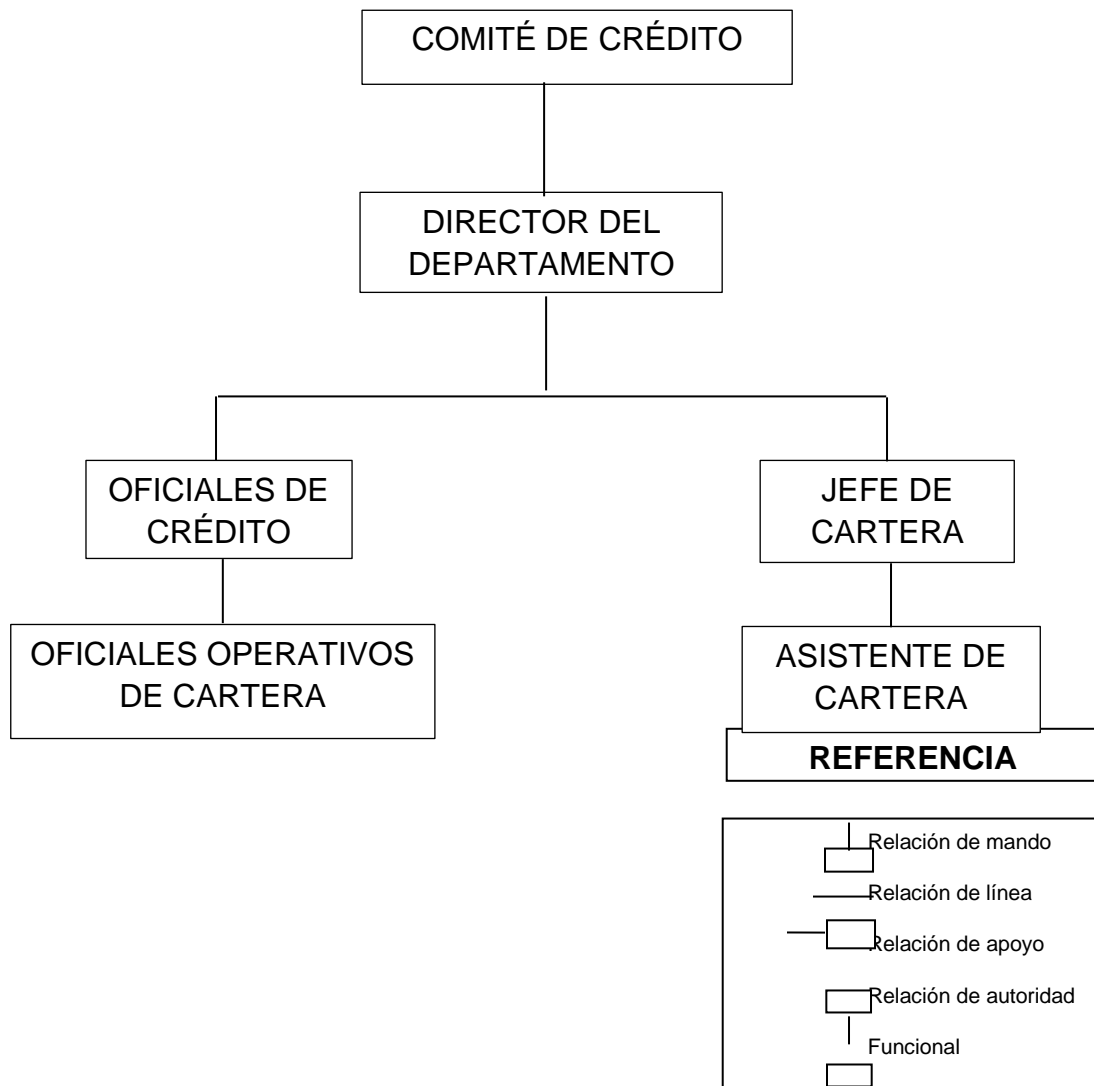 COMITÉ DE CRÉDITO
DIRECTOR DEL
DEPARTAMENTO
OFICIALES DE
CRÉDITO
JEFE DE
CARTERA
OFICIALES OPERATIVOS
DE CARTERA
ASISTENTE DE
CARTERA
REFERENCIA
Relación de mando
Relación de línea
Relación de apoyo
Relación de autoridad
Funcional